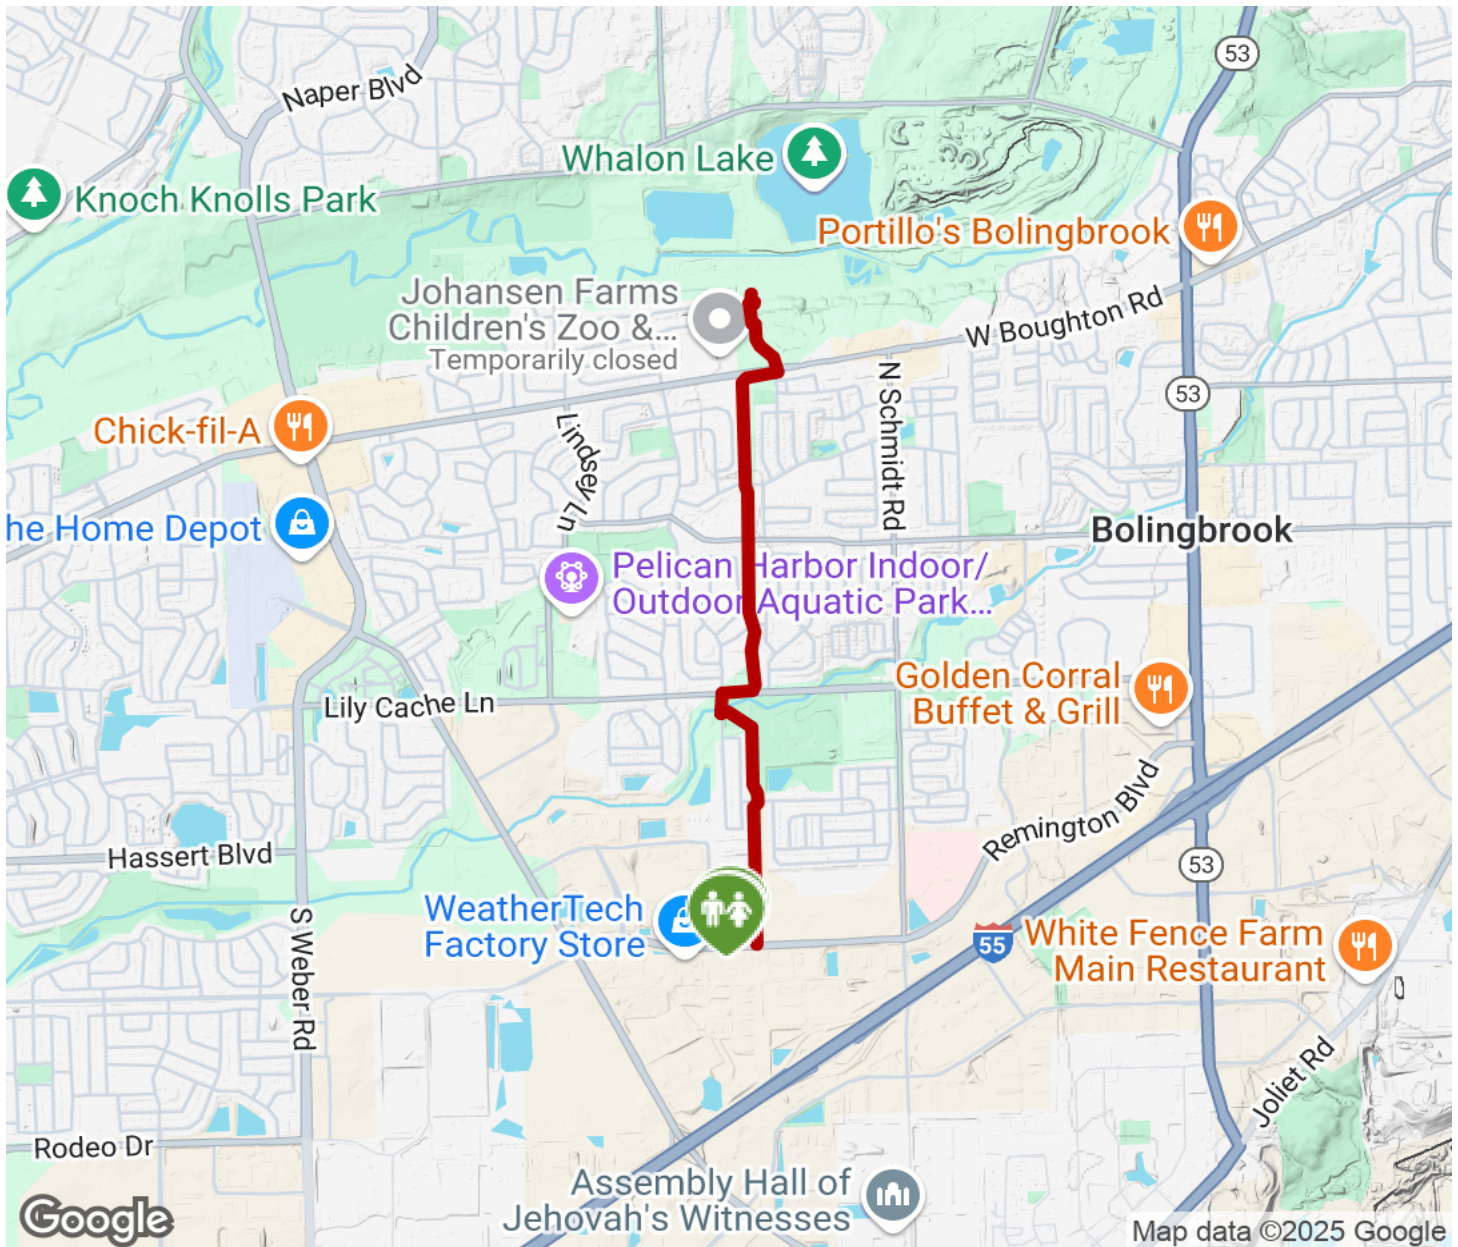 53
Naper Blvd
Whalon Lake
Knoch Knolls Park
Portillo's Bolingbrook
Johansen Farms
Children's Zoo &...
Temporarily closed
W Boughton Rd
53
Chick-fil-A
Lindsey Ln
N Schmidt Rd
he Home Depot
Bolingbrook
Pelican Harbor Indoor/
Outdoor Aquatic Park...
Golden Corral
Buffet & Grill
Lily Cache Ln
Remington Blvd
Hassert Blvd
53
WeatherTech
Factory Store
S Weber Rd
55
White Fence Farm
Main Restaurant
Joliet Rd
Rodeo Dr
Assembly Hall of
Jehovah's Witnesses
Google
Map data ©2025 Google